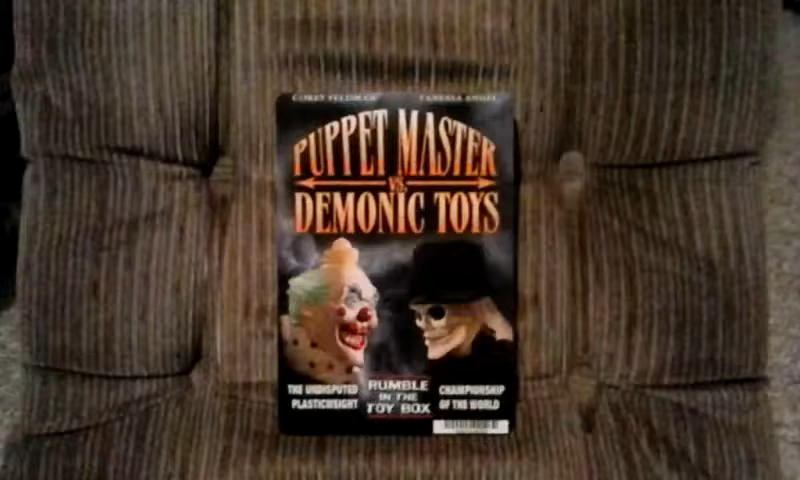 COREY FELDMAN VANESSA ANGEL
PUPPET MASTER
VS.
DEMONIC TOYS
THE UNDISPUTED
PLASTICWEIGHT
RUMBLE
IN THE
TOY BOX
CHAMPIONSHIP
OF THE WORLD